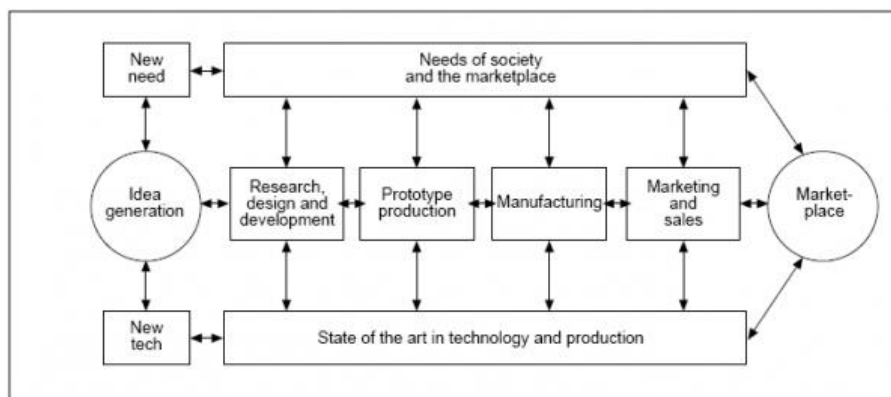 New
need
Needs of society
and the marketplace
Idea
generation
Research,
design and
development
Prototype
production
Manufacturing
Marketing
and
sales
Market-
place
New
tech
State of the art in technology and production